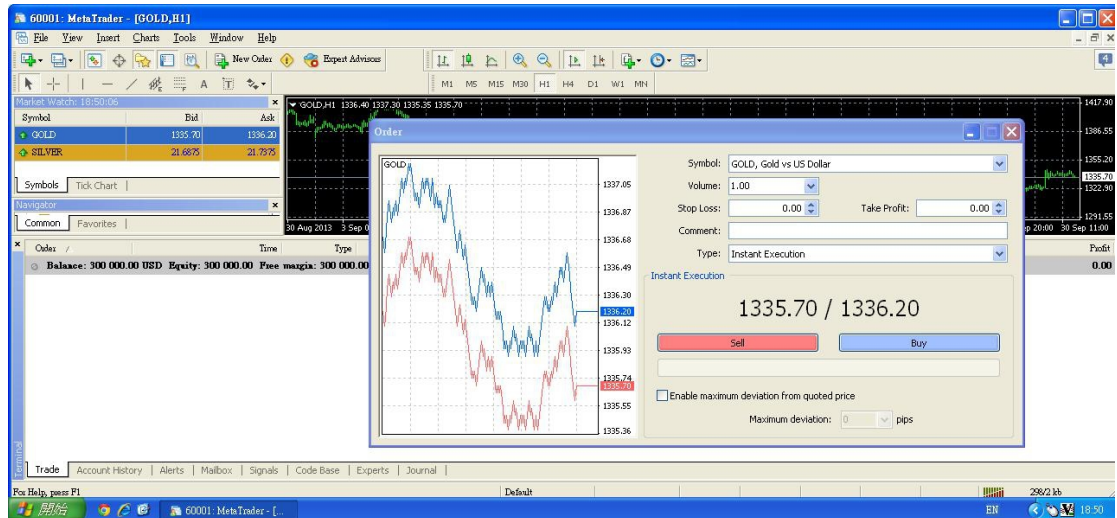 60001: MetaTrader - [GOLD,H1]
File View Insert Charts Tools Window Help
New Order Expert Advisors
4
A T
M1 M5 M15 M30 H1 H4 D1 W1 MN
Market Watch: 18:50:06
Symbol Bid Ask
GOLD 1335.70 1336.20
SILVER 21.6875 21.7375
Symbols Tick Chart
Navigator
Common Favorites
GOLD,H1 1336.40 1337.30 1335.35 1335.70
1417.90
1386.55
1355.20
1335.70
1322.90
1291.55
30 Aug 2013 3 Sep
20:00 30 Sep 11:00
Order
GOLD
1337.05
1336.87
1336.68
1336.49
1336.30
1336.20
1336.12
1335.93
1335.74
1335.70
1335.55
1335.36
Symbol: GOLD, Gold vs US Dollar
Volume: 1.00
Stop Loss: 0.00 Take Profit: 0.00
Comment:
Type: Instant Execution
Instant Execution
1335.70 / 1336.20
Sell Buy
Enable maximum deviation from quoted price
Maximum deviation: 0 pips
Order / Time Type Profit
Balance: 300 000.00 USD Equity: 300 000.00 Free margin: 300 000.00 0.00
Terminal
Trade Account History Alerts Mailbox Signals Code Base Experts Journal
For Help, press F1 Default 298/2 kb
開始 60001: MetaTrader - [... EN 18:50